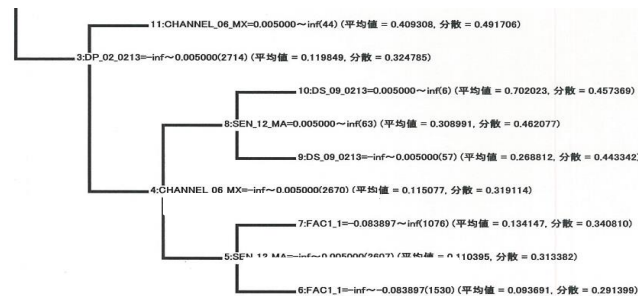 11:CHANNEL_06_MX=0.005000~inf(44) (平均値 = 0.409308, 分散 = 0.491706)
3:DP_02_0213=-inf~0.005000(2714) (平均値 = 0.119849, 分散 = 0.324785)
10:DS_09_0213=0.005000~inf(6) (平均値 = 0.702023, 分散 = 0.457369)
8:SEN_12_MA=0.005000~inf(63) (平均値 = 0.308991, 分散 = 0.462077)
9:DS_09_0213=-inf~0.005000(57) (平均値 = 0.268812, 分散 = 0.443342)
4:CHANNEL_06_MX=-inf~0.005000(2670) (平均値 = 0.115077, 分散 = 0.319114)
7:FAC1_1=-0.083897~inf(1076) (平均値 = 0.134147, 分散 = 0.340810)
5:SEN_12_MA=-inf~0.005000(2607) (平均値 = 0.110395, 分散 = 0.313382)
6:FAC1_1=-inf~-0.083897(1530) (平均値 = 0.093691, 分散 = 0.291399)